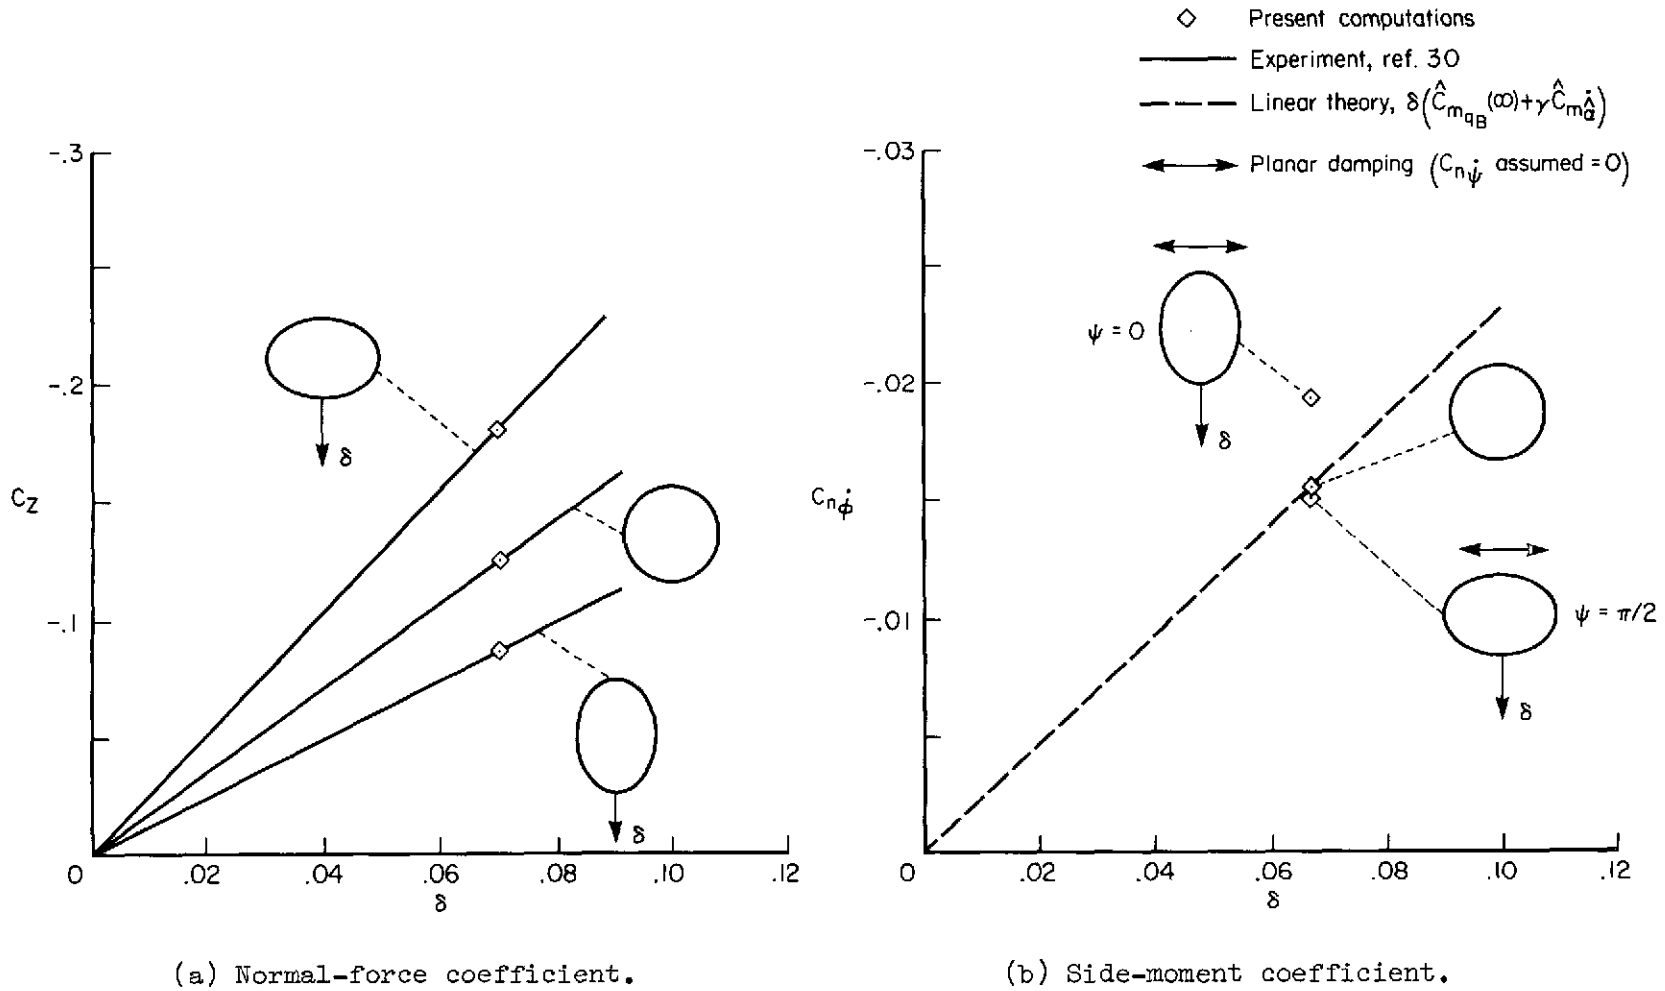 Present computations
Experiment, ref. 30
Linear theory, δ(Ĉmqв(∞)+γĈmα̂̇)
Planar damping (Cnψ̇ assumed =0)
-.3
-.2
-.1
Cz
δ
δ
0 .02 .04 .06 .08 .10 .12
δ
(a) Normal-force coefficient.
-.03
-.02
-.01
Cnφ̇
ψ = 0
δ
ψ = π/2
δ
0 .02 .04 .06 .08 .10 .12
δ
(b) Side-moment coefficient.